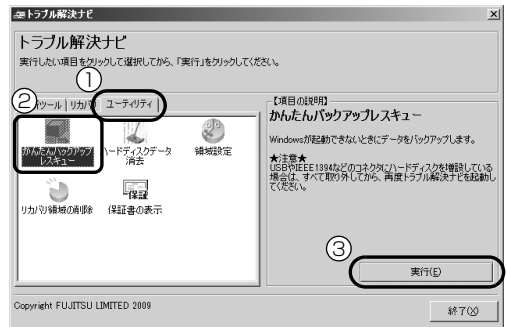 トラブル解決ナビ
トラブル解決ナビ
実行したい項目をクリックして選択してから、「実行」をクリックしてください。
①
②
ツール | リカバリ | ユーティリティ
かんたんバックアップ
レスキュー
ハードディスクデータ
消去
領域設定
リカバリ領域の削除
保証
保証書の表示
【項目の説明】
かんたんバックアップレスキュー
Windowsが起動できないときにデータをバックアップします。
★注意★
USBやIEEE1394などのコネクタにハードディスクを増設している
場合は、すべて取り外してから、再度トラブル解決ナビを起動し
てください。
③
実行(E)
Copyright FUJITSU LIMITED 2009
終了(X)